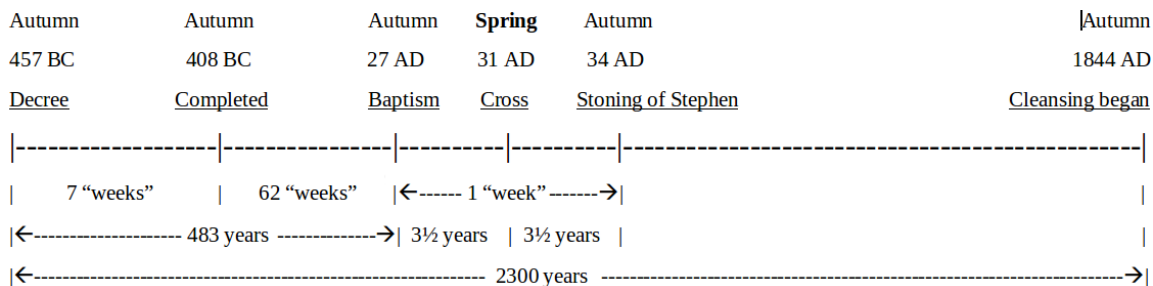 Autumn Autumn Autumn Spring Autumn Autumn
457 BC 408 BC 27 AD 31 AD 34 AD 1844 AD
Decree Completed Baptism Cross Stoning of Stephen Cleansing began
|-------------------|----------------|----------|----------|-------------------------------------------------|
| 7 “weeks” | 62 “weeks” |←------ 1 “week”-------→| |
|←--------------------- 483 years --------------→| 3½ years | 3½ years | |
|←---------------------------------------------------------------- 2300 years --------------------------------------------------------------------------→|